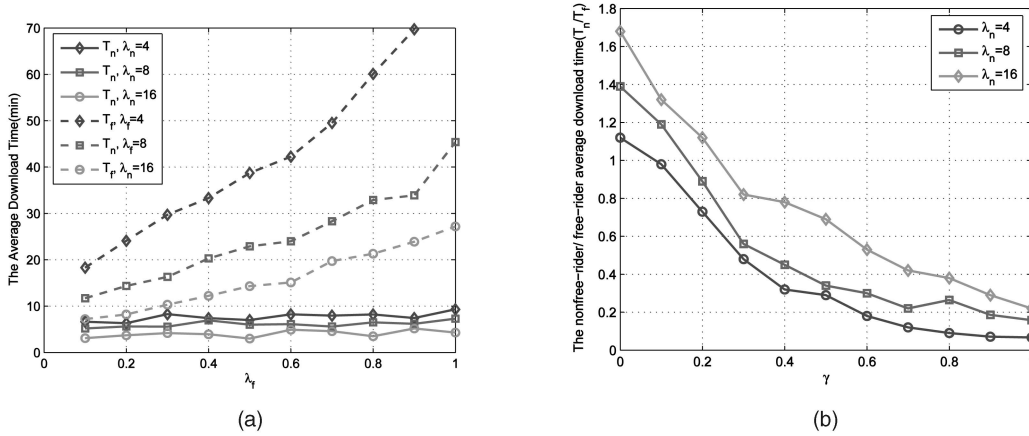 70
60
50
40
30
20
10
0
The Average Download Time(min)
T_n, λ_n=4
T_n, λ_n=8
T_n, λ_n=16
T_f, λ_f=4
T_n, λ_f=8
T_f, λ_n=16
0 0.2 0.4 0.6 0.8 1
λ_f
(a)
1.8
1.6
1.4
1.2
1
0.8
0.6
0.4
0.2
0
The nonfree-rider/ free-rider average download time(T_n/T_f)
λ_n=4
λ_n=8
λ_n=16
0 0.2 0.4 0.6 0.8 1
γ
(b)